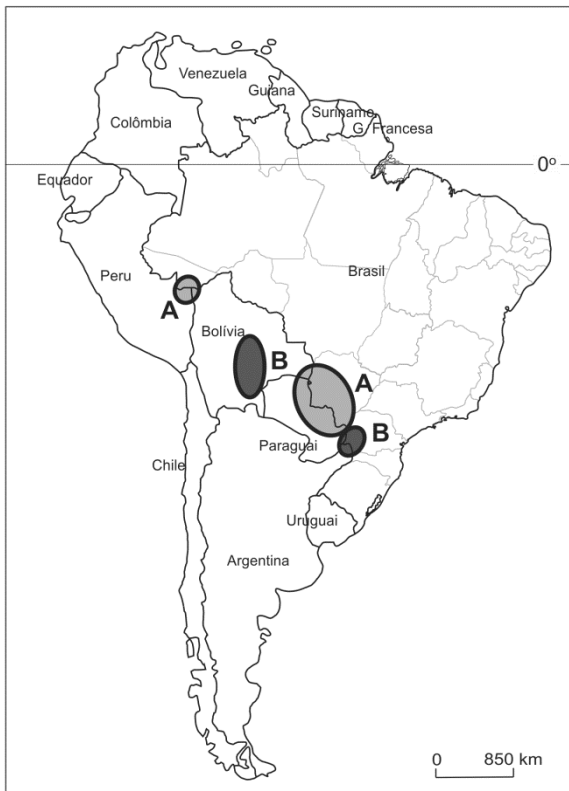 Venezuela
Guiana
Suriname
G. Francesa
Colômbia
0º
Equador
Peru
Brasil
A
Bolívia
B
A
B
Paraguai
Chile
Uruguai
Argentina
0 850 km